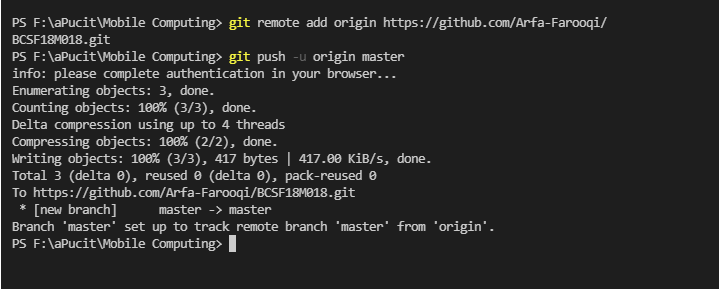 PS F:\aPucit\Mobile Computing> git remote add origin https://github.com/Arfa-Farooqi/
BCSF18M018.git
PS F:\aPucit\Mobile Computing> git push -u origin master
info: please complete authentication in your browser...
Enumerating objects: 3, done.
Counting objects: 100% (3/3), done.
Delta compression using up to 4 threads
Compressing objects: 100% (2/2), done.
Writing objects: 100% (3/3), 417 bytes | 417.00 KiB/s, done.
Total 3 (delta 0), reused 0 (delta 0), pack-reused 0
To https://github.com/Arfa-Farooqi/BCSF18M018.git
 * [new branch]      master -> master
Branch 'master' set up to track remote branch 'master' from 'origin'.
PS F:\aPucit\Mobile Computing>